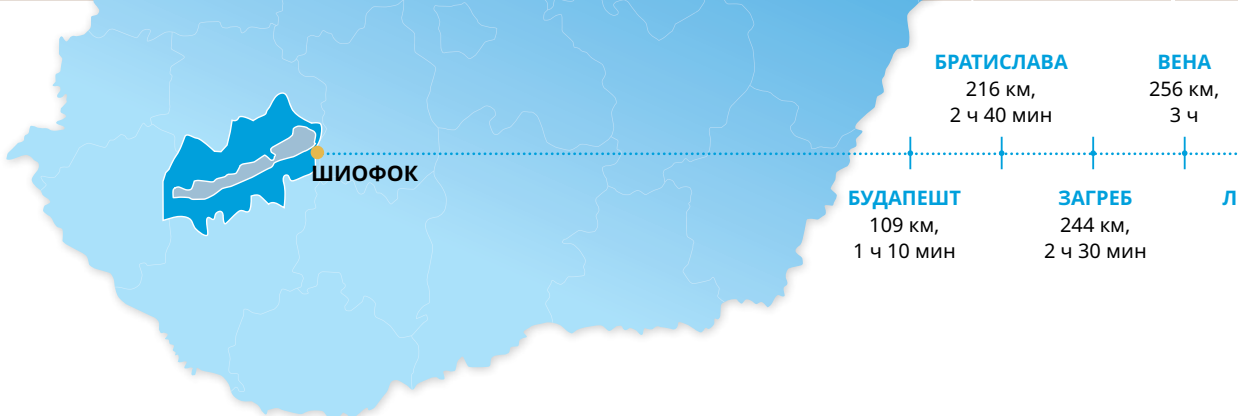 БРАТИСЛАВА
216 км,
2 ч 40 мин
ВЕНА
256 км,
3 ч
ШИОФОК
БУДАПЕШТ
109 км,
1 ч 10 мин
ЗАГРЕБ
244 км,
2 ч 30 мин